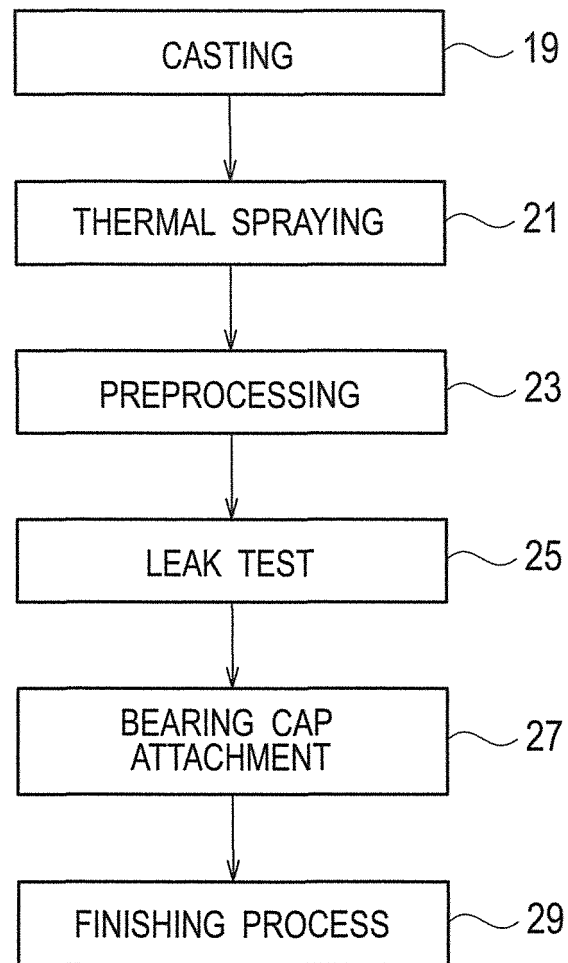 CASTING 19
THERMAL SPRAYING 21
PREPROCESSING 23
LEAK TEST 25
BEARING CAP
ATTACHMENT 27
FINISHING PROCESS 29